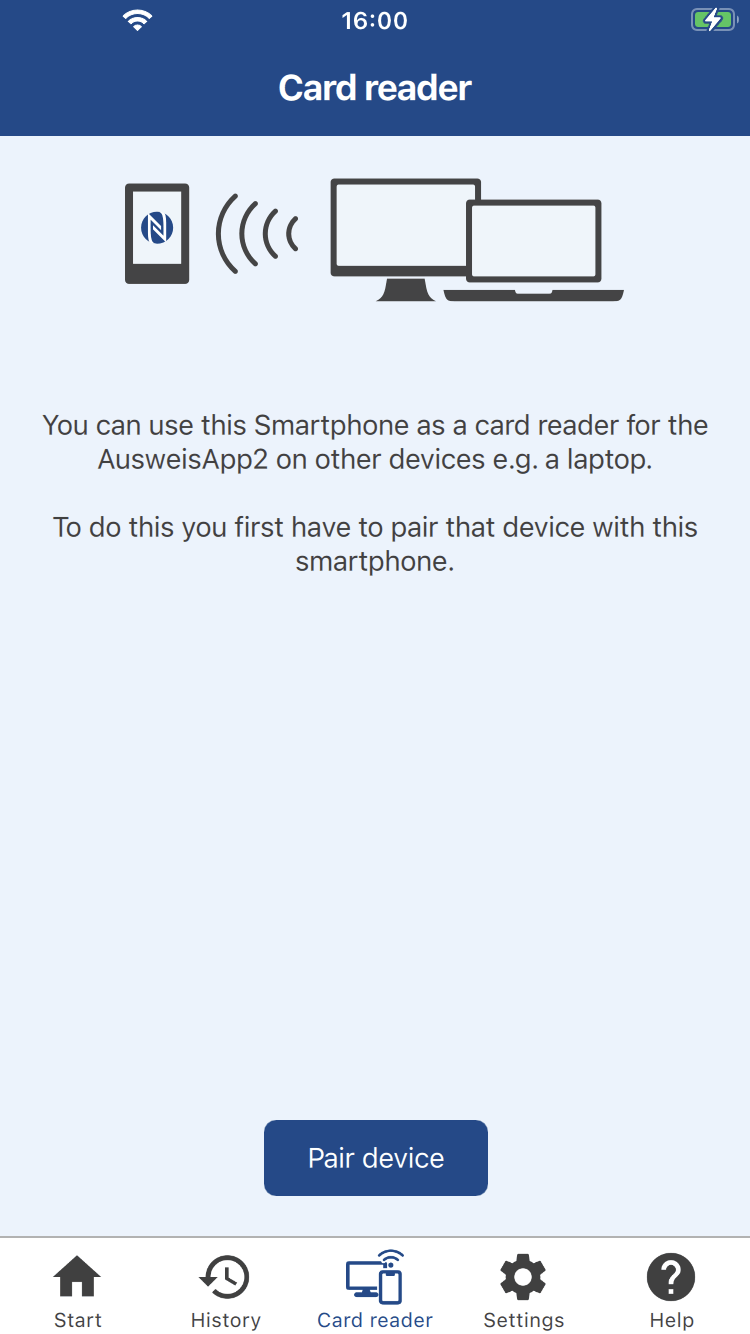 16:00
Card reader
You can use this Smartphone as a card reader for the
AusweisApp2 on other devices e.g. a laptop.
To do this you first have to pair that device with this
smartphone.
Pair device
Start
History
Card reader
Settings
Help